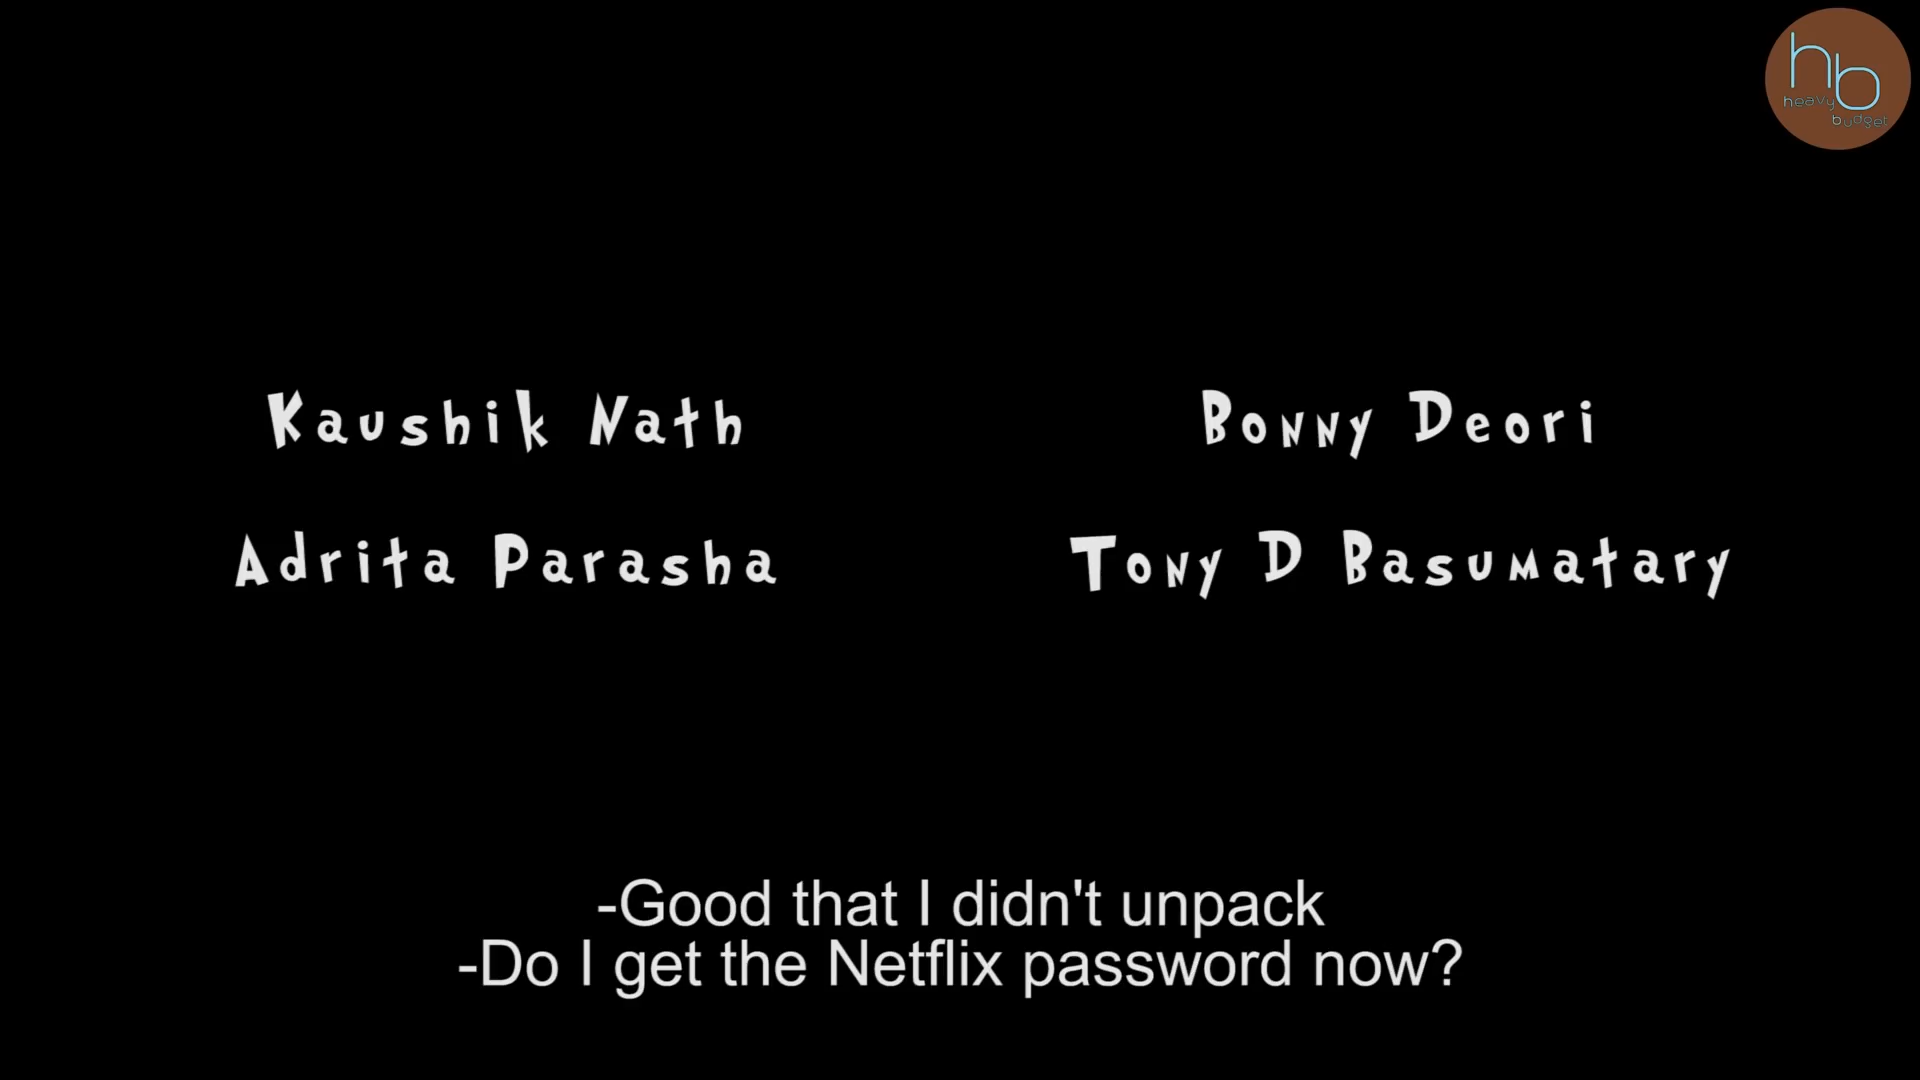 hb
heavy
budget
Kaushik Nath
Bonny Deori
Adrita Parasha
Tony D Basumatary
-Good that I didn't unpack
-Do I get the Netflix password now?